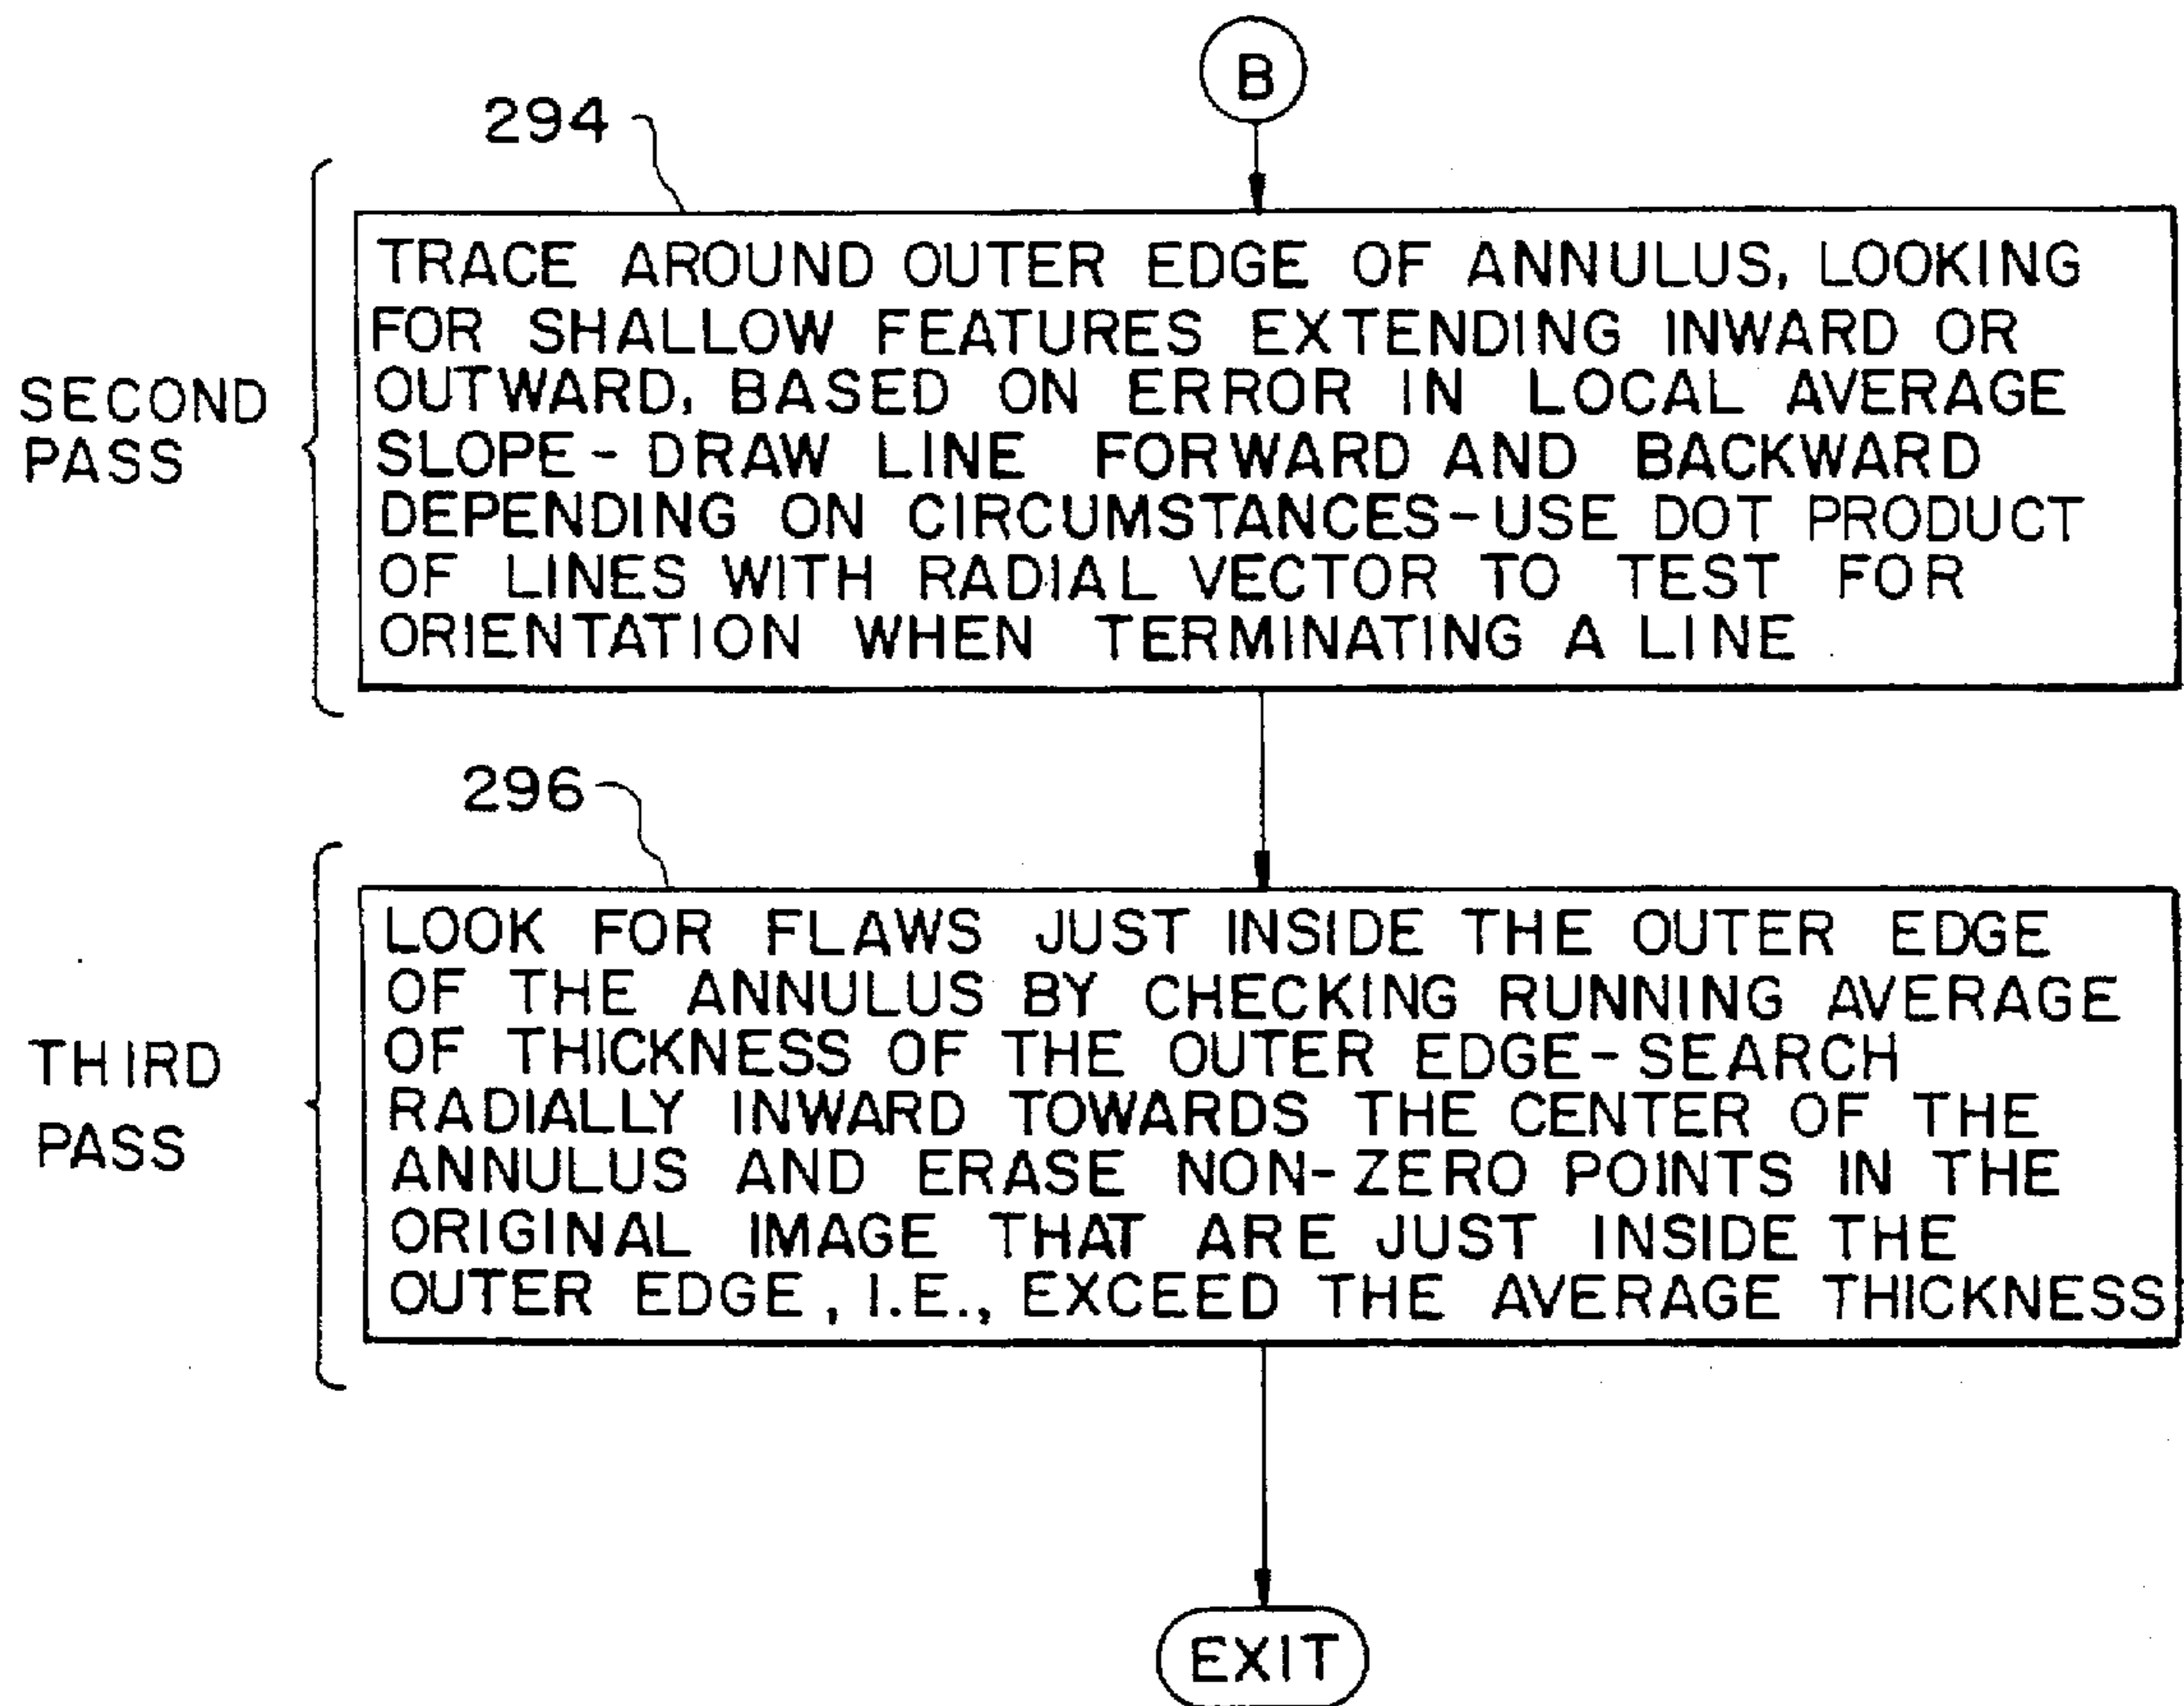 B
294
SECOND
PASS
TRACE AROUND OUTER EDGE OF ANNULUS, LOOKING
FOR SHALLOW FEATURES EXTENDING INWARD OR
OUTWARD, BASED ON ERROR IN LOCAL AVERAGE
SLOPE - DRAW LINE FORWARD AND BACKWARD
DEPENDING ON CIRCUMSTANCES - USE DOT PRODUCT
OF LINES WITH RADIAL VECTOR TO TEST FOR
ORIENTATION WHEN TERMINATING A LINE
296
THIRD
PASS
LOOK FOR FLAWS JUST INSIDE THE OUTER EDGE
OF THE ANNULUS BY CHECKING RUNNING AVERAGE
OF THICKNESS OF THE OUTER EDGE - SEARCH
RADIALLY INWARD TOWARDS THE CENTER OF THE
ANNULUS AND ERASE NON-ZERO POINTS IN THE
ORIGINAL IMAGE THAT ARE JUST INSIDE THE
OUTER EDGE, I.E., EXCEED THE AVERAGE THICKNESS
EXIT